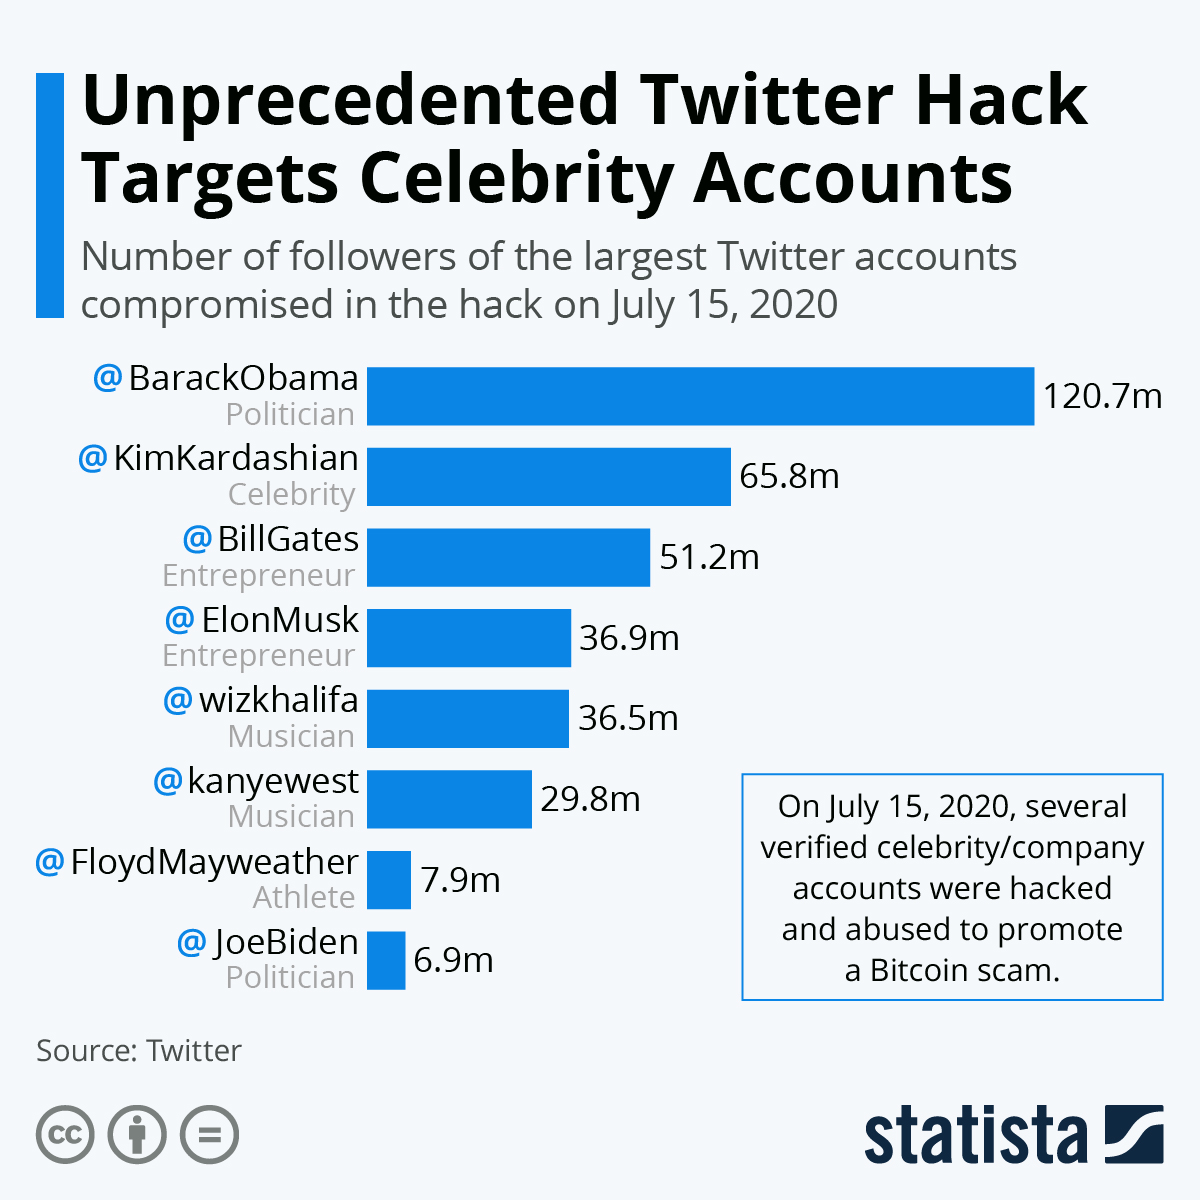 Unprecedented Twitter Hack
Targets Celebrity Accounts
Number of followers of the largest Twitter accounts
compromised in the hack on July 15, 2020
@BarackObama
Politician
120.7m
@KimKardashian
Celebrity
65.8m
@BillGates
Entrepreneur
51.2m
@ElonMusk
Entrepreneur
36.9m
@wizkhalifa
Musician
36.5m
@kanyewest
Musician
29.8m
@FloydMayweather
Athlete
7.9m
@JoeBiden
Politician
6.9m
On July 15, 2020, several
verified celebrity/company
accounts were hacked
and abused to promote
a Bitcoin scam.
Source: Twitter
cc
statista